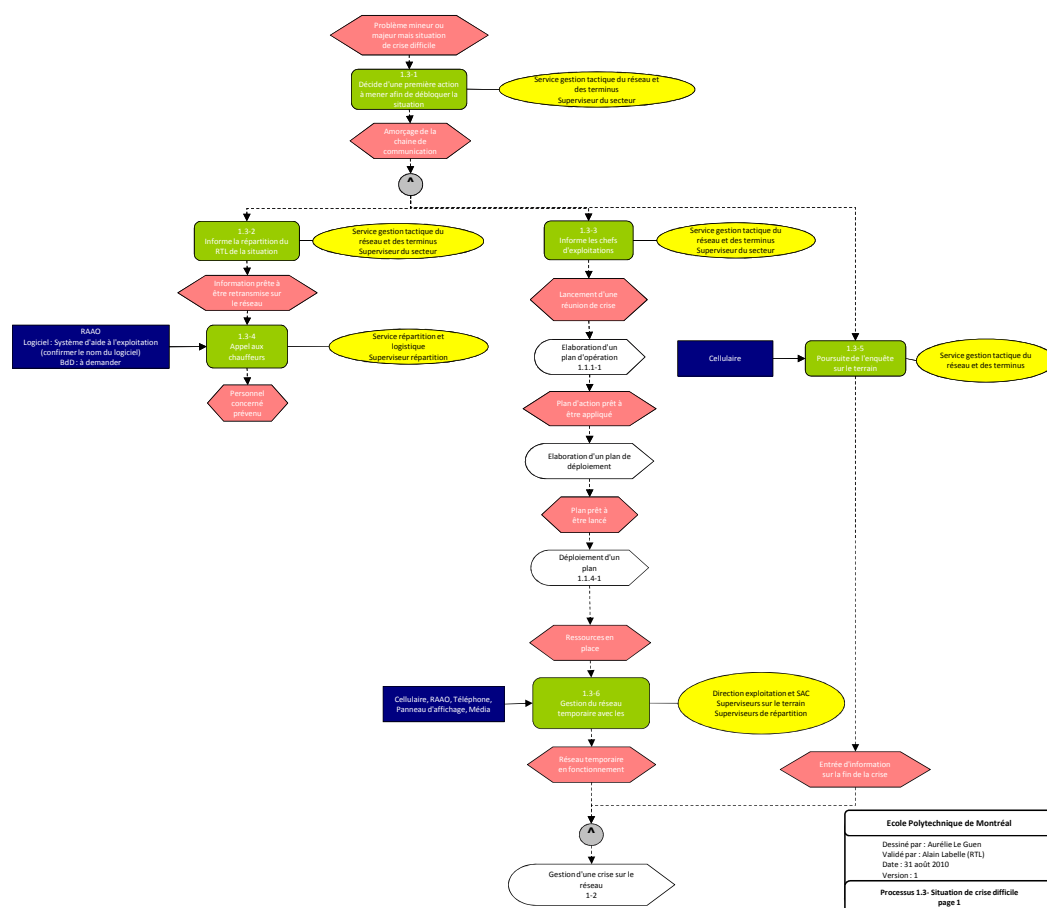 Problème mineur ou
majeur mais situation
de crise difficile
1.3-1
Décide d'une première action
à mener afin de débloquer la
situation
Service gestion tactique du réseau et
des terminus
Superviseur du secteur
Amorçage de la
chaine de
communication
^
1.3-2
Informe la répartition du
RTL de la situation
Service gestion tactique du
réseau et des terminus
Superviseur du secteur
1.3-3
Informe les chefs
d'exploitations
Service gestion tactique du
réseau et des terminus
Superviseur du secteur
Information prête à
être retransmise sur
le réseau
Lancement d'une
réunion de crise
RAAO
Logiciel : Système d'aide à l'exploitation
(confirmer le nom du logiciel)
BdD : à demander
1.3-4
Appel aux
chauffeurs
Service répartition et
logistique
Superviseur répartition
Elaboration d'un
plan d'opération
1.1.1-1
Cellulaire
1.3-5
Poursuite de l'enquête
sur le terrain
Service gestion tactique du
réseau et des terminus
Personnel
concerné
prévenu
Plan d'action prêt à
être appliqué
Elaboration d'un plan de
déploiement
Plan prêt à
être lancé
Déploiement d'un
plan
1.1.4-1
Ressources en
place
Cellulaire, RAAO, Téléphone,
Panneau d'affichage, Média
1.3-6
Gestion du réseau
temporaire avec les
Direction exploitation et SAC
Superviseurs sur le terrain
Superviseurs de répartition
Réseau temporaire
en fonctionnement
Entrée d'information
sur la fin de la crise
^
Gestion d'une crise sur le
réseau
1-2
Ecole Polytechnique de Montréal
Dessiné par : Aurélie Le Guen
Validé par : Alain Labelle (RTL)
Date : 31 août 2010
Version : 1
Processus 1.3- Situation de crise difficile
page 1